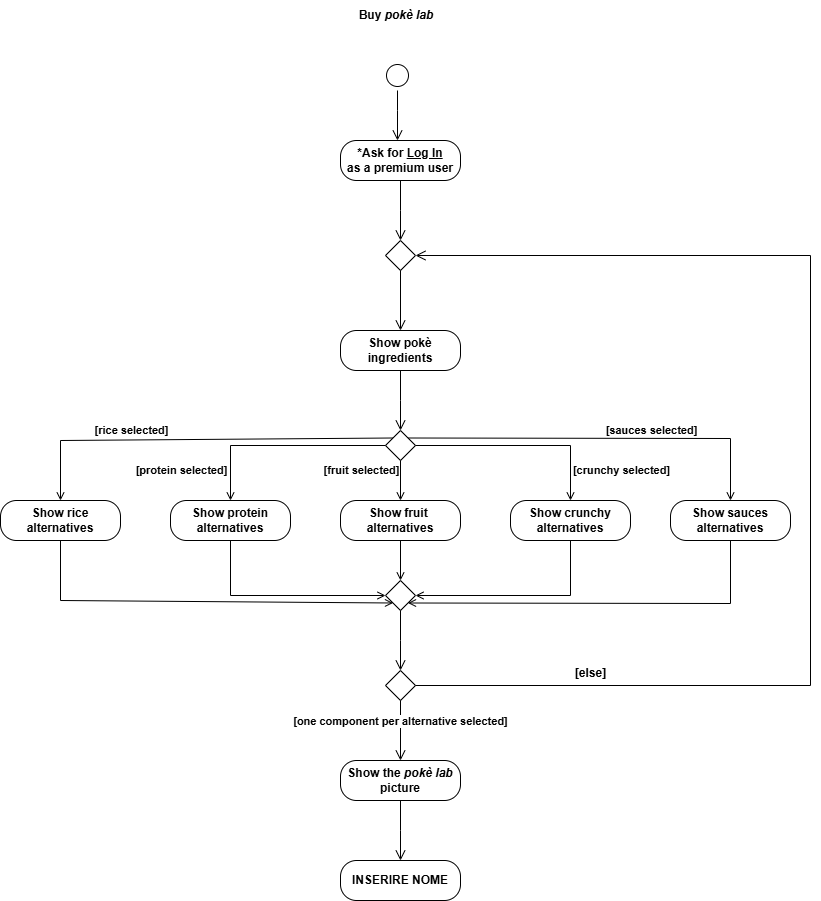 Buy pokè lab
*Ask for Log In
as a premium user
Show pokè
ingredients
[rice selected]
[sauces selected]
[protein selected]
[fruit selected]
[crunchy selected]
Show rice
alternatives
Show protein
alternatives
Show fruit
alternatives
Show crunchy
alternatives
Show sauces
alternatives
[else]
[one component per alternative selected]
Show the pokè lab
picture
INSERIRE NOME